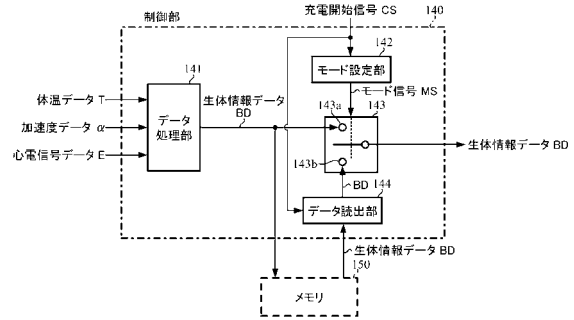 充電開始信号 CS
制御部
140
141
142
モード設定部
モード信号 MS
体温データ T
加速度データ α
心電信号データ E
データ
処理部
生体情報データ
BD
143a
143
143b
生体情報データ BD
BD
144
データ読出部
生体情報データ BD
150
メモリ